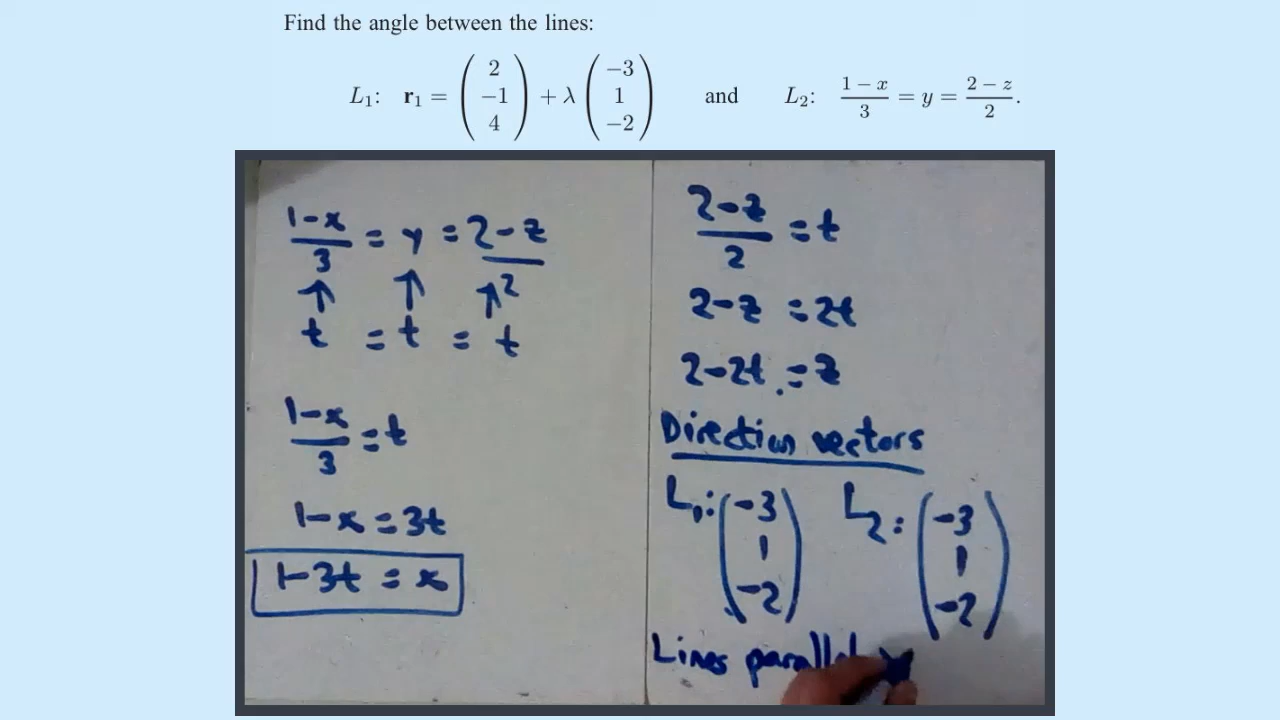 Find the angle between the lines:
L₁: r₁ = (2 −1 4) + λ (−3 1 −2) and L₂: (1 − x)/3 = y = (2 − z)/2.
(1-x)/3 = y = (2-z)/2
↑ ↑ ↑
t = t = t
(1-x)/3 = t
1-x = 3t
1-3t = x
(2-z)/2 = t
2-z = 2t
2-2t = z
Direction vectors
L₁: (-3 1 -2) L₂: (-3 1 -2)
Lines